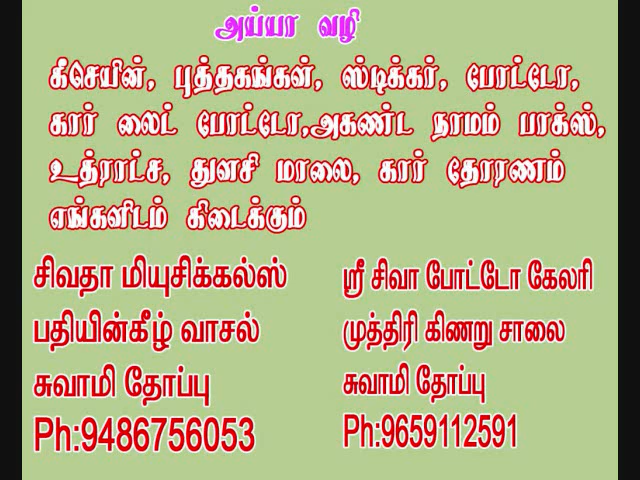 அய்யா வழி
கீசெயின், புத்தகங்கள், ஸ்டிக்கர், போட்டோ,
கார் லைட் போட்டோ,அகண்ட நாமம் பாக்ஸ்,
உத்ராட்ச, துளசி மாலை, கார் தோரணம்
எங்களிடம் கிடைக்கும்
சிவதா மியுசிக்கல்ஸ்
பதியின்கீழ் வாசல்
சுவாமி தோப்பு
Ph:9486756053
ஸ்ரீ சிவா போட்டோ கேலரி
முத்திரி கிணறு சாலை
சுவாமி தோப்பு
Ph:9659112591